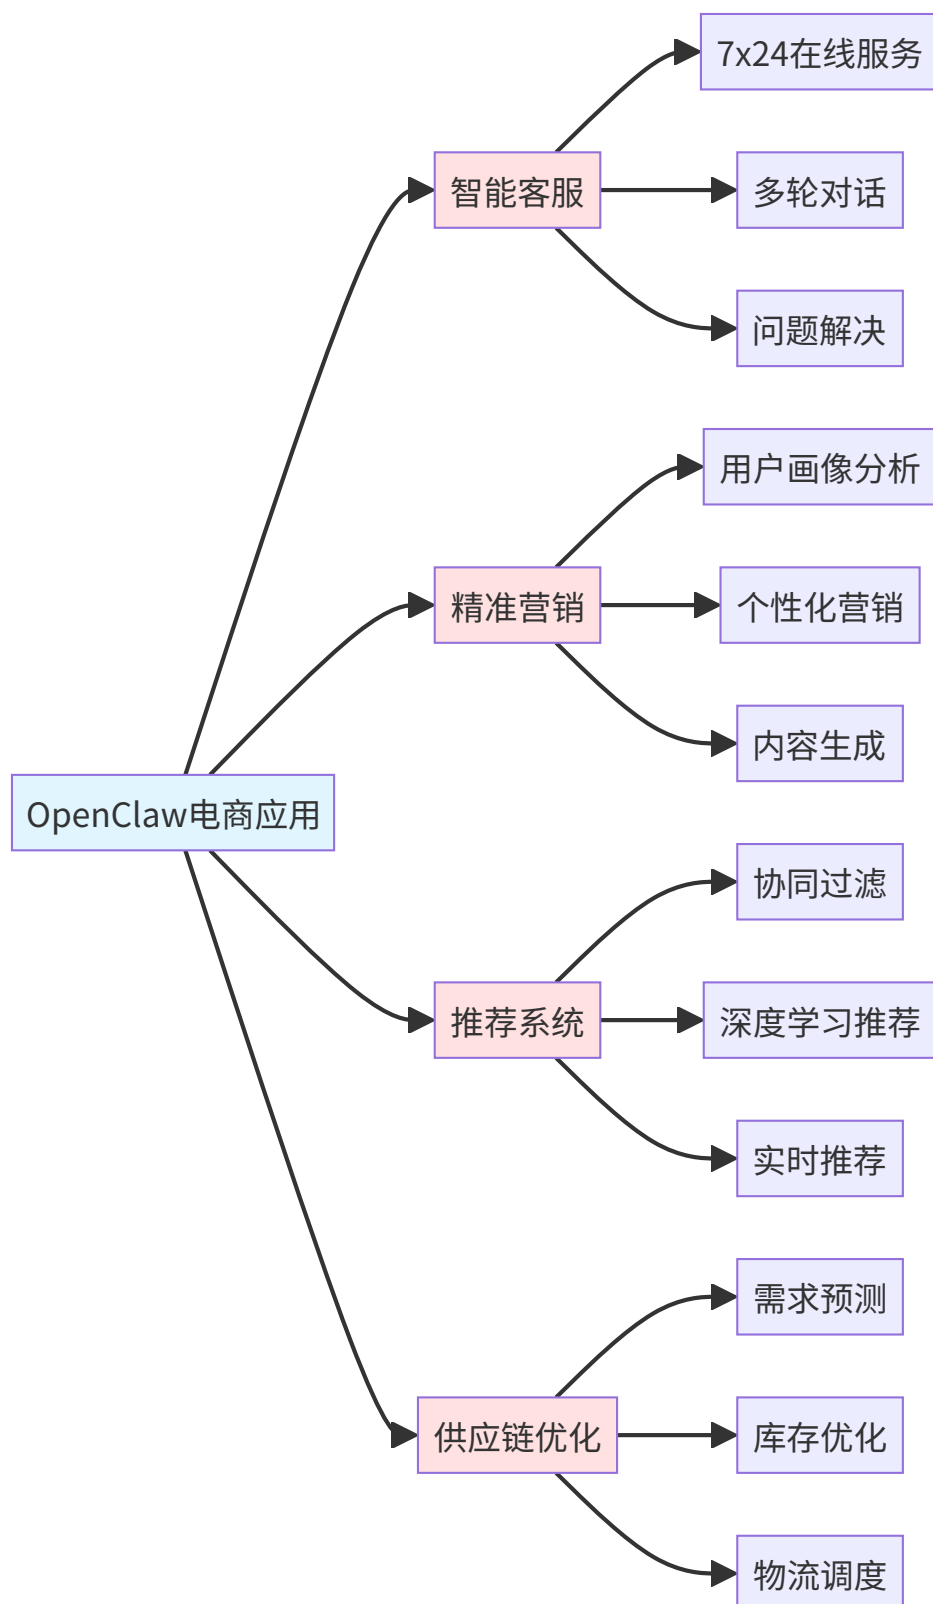 OpenClaw电商应用
智能客服
7x24在线服务
多轮对话
问题解决
精准营销
用户画像分析
个性化营销
内容生成
推荐系统
协同过滤
深度学习推荐
实时推荐
供应链优化
需求预测
库存优化
物流调度